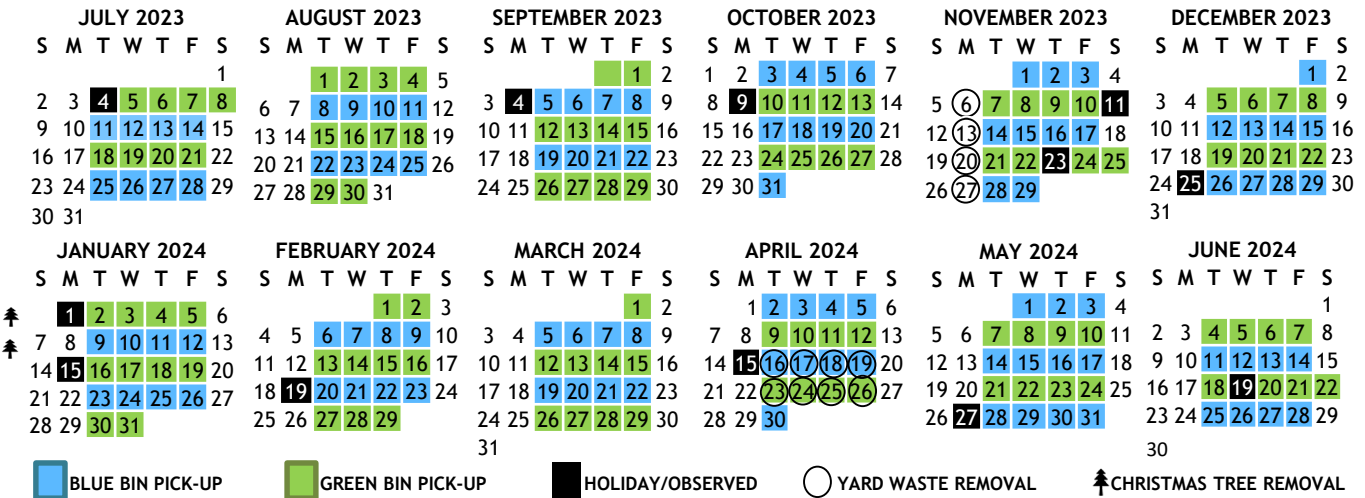 JULY 2023
S M T W T F S
1
2 3 4 5 6 7 8
9 10 11 12 13 14 15
16 17 18 19 20 21 22
23 24 25 26 27 28 29
30 31
AUGUST 2023
S M T W T F S
1 2 3 4 5
6 7 8 9 10 11 12
13 14 15 16 17 18 19
20 21 22 23 24 25 26
27 28 29 30 31
SEPTEMBER 2023
S M T W T F S
1 2
3 4 5 6 7 8 9
10 11 12 13 14 15 16
17 18 19 20 21 22 23
24 25 26 27 28 29 30
OCTOBER 2023
S M T W T F S
1 2 3 4 5 6 7
8 9 10 11 12 13 14
15 16 17 18 19 20 21
22 23 24 25 26 27 28
29 30 31
NOVEMBER 2023
S M T W T F S
1 2 3 4
5 6 7 8 9 10 11
12 13 14 15 16 17 18
19 20 21 22 23 24 25
26 27 28 29
DECEMBER 2023
S M T W T F S
1 2
3 4 5 6 7 8 9
10 11 12 13 14 15 16
17 18 19 20 21 22 23
24 25 26 27 28 29 30
31
JANUARY 2024
S M T W T F S
1 2 3 4 5 6
7 8 9 10 11 12 13
14 15 16 17 18 19 20
21 22 23 24 25 26 27
28 29 30 31
FEBRUARY 2024
S M T W T F S
1 2 3
4 5 6 7 8 9 10
11 12 13 14 15 16 17
18 19 20 21 22 23 24
25 26 27 28 29
MARCH 2024
S M T W T F S
1 2
3 4 5 6 7 8 9
10 11 12 13 14 15 16
17 18 19 20 21 22 23
24 25 26 27 28 29 30
31
APRIL 2024
S M T W T F S
1 2 3 4 5 6
7 8 9 10 11 12 13
14 15 16 17 18 19 20
21 22 23 24 25 26 27
28 29 30
MAY 2024
S M T W T F S
1 2 3 4
5 6 7 8 9 10 11
12 13 14 15 16 17 18
19 20 21 22 23 24 25
26 27 28 29 30 31
JUNE 2024
S M T W T F S
1
2 3 4 5 6 7 8
9 10 11 12 13 14 15
16 17 18 19 20 21 22
23 24 25 26 27 28 29
30
BLUE BIN PICK-UP
GREEN BIN PICK-UP
HOLIDAY/OBSERVED
YARD WASTE REMOVAL
CHRISTMAS TREE REMOVAL